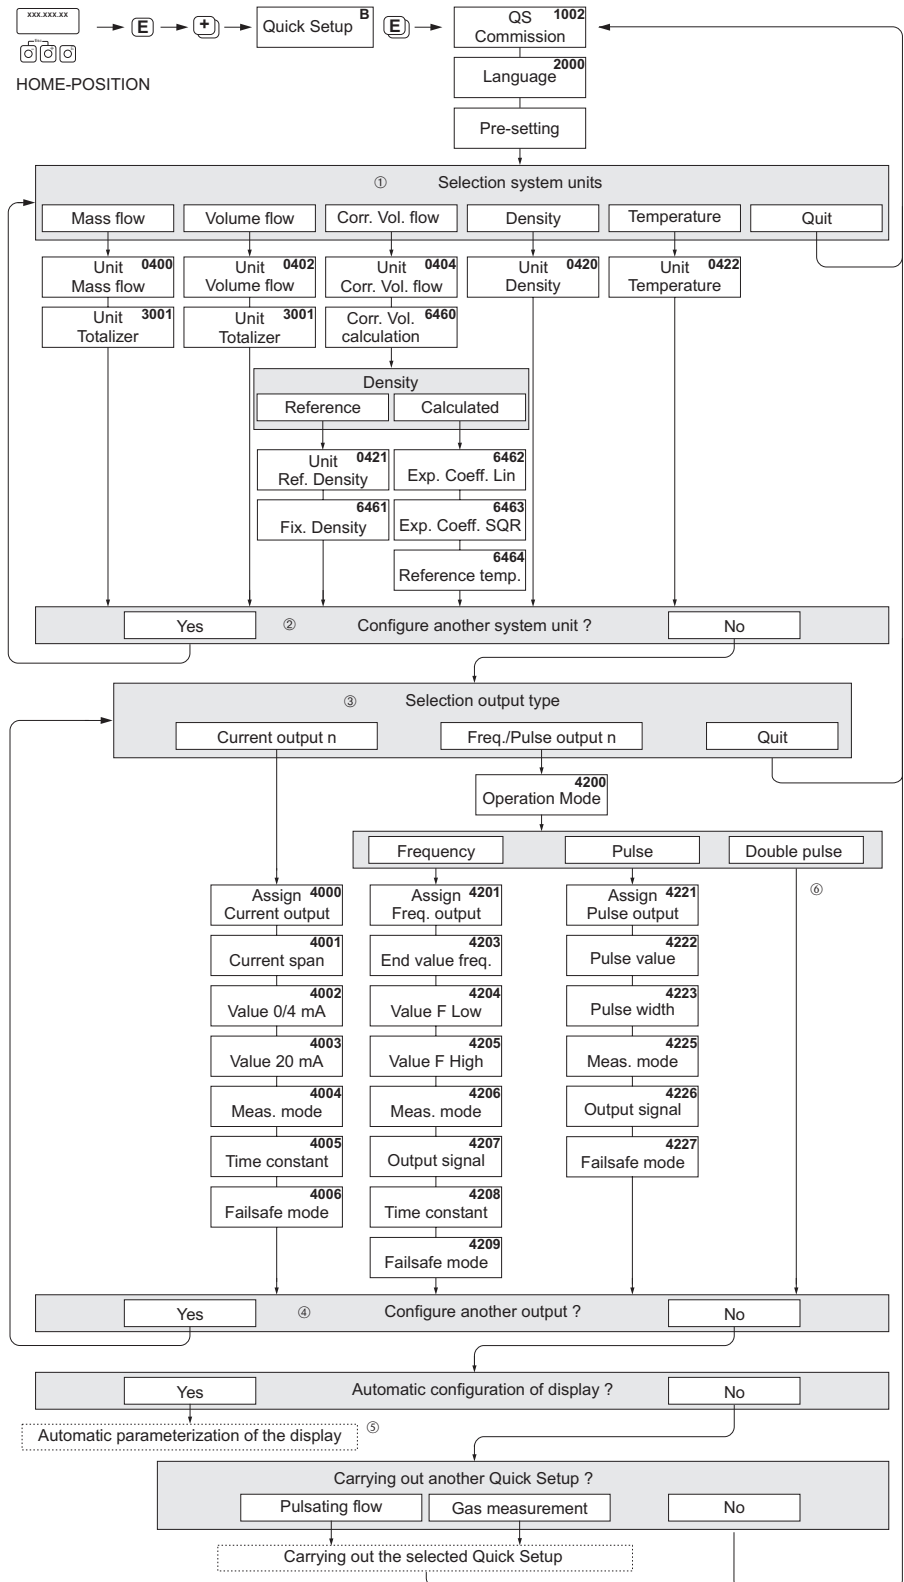 xxx.xxx.xx
Esc
E
+
B
Quick Setup
E
1002
QS
Commission
HOME-POSITION
2000
Language
Pre-setting
① Selection system units
Mass flow
Volume flow
Corr. Vol. flow
Density
Temperature
Quit
Unit 0400
Mass flow
Unit 0402
Volume flow
Unit 0404
Corr. Vol. flow
Unit 0420
Density
Unit 0422
Temperature
Unit 3001
Totalizer
Unit 3001
Totalizer
Corr. Vol. 6460
calculation
Density
Reference
Calculated
Unit 0421
Ref. Density
6462
Exp. Coeff. Lin
6461
Fix. Density
6463
Exp. Coeff. SQR
6464
Reference temp.
Yes ② Configure another system unit ? No
③ Selection output type
Current output n
Freq./Pulse output n
Quit
4200
Operation Mode
Frequency
Pulse
Double pulse
⑥
Assign 4000
Current output
Assign 4201
Freq. output
Assign 4221
Pulse output
4001
Current span
4203
End value freq.
4222
Pulse value
4002
Value 0/4 mA
4204
Value F Low
4223
Pulse width
4003
Value 20 mA
4205
Value F High
4225
Meas. mode
4004
Meas. mode
4206
Meas. mode
4226
Output signal
4005
Time constant
4207
Output signal
4227
Failsafe mode
4006
Failsafe mode
4208
Time constant
4209
Failsafe mode
Yes ④ Configure another output ? No
Yes Automatic configuration of display ? No
Automatic parameterization of the display ⑤
Carrying out another Quick Setup ?
Pulsating flow
Gas measurement
No
Carrying out the selected Quick Setup